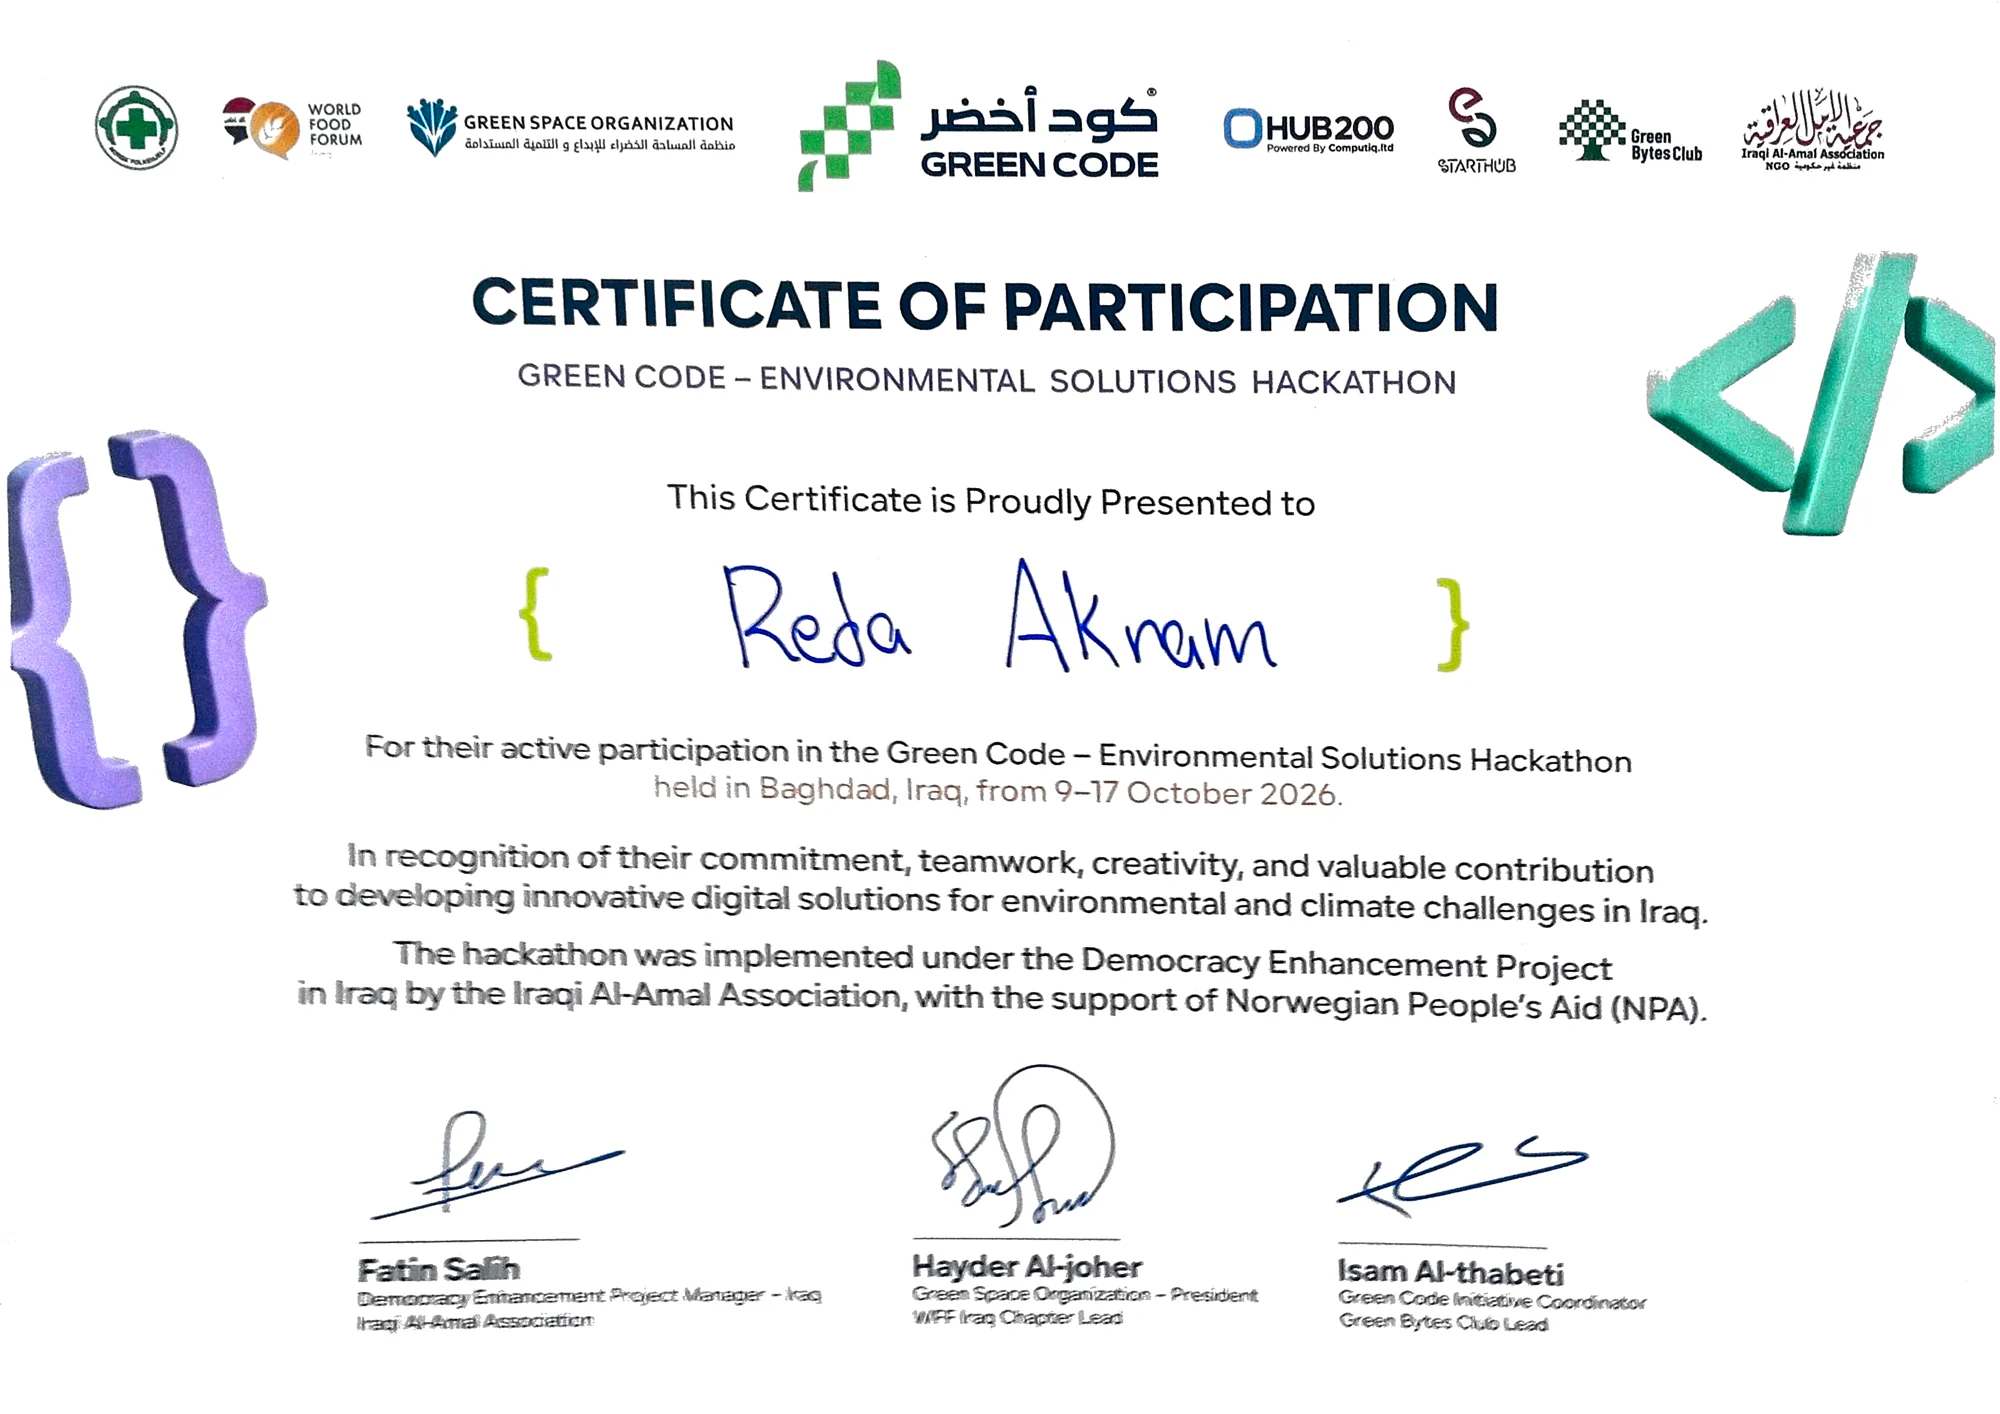 WORLD
FOOD
FORUM
GREEN SPACE ORGANIZATION
منظمة المساحة الخضراء للإبداع و التنمية المستدامة
كود أخضر
GREEN CODE
HUB200
Powered By Computiq.ltd
STARTHUB
Green
Bytes Club
جمعية الأمل العراقية
Iraqi Al-Amal Association
NGO منظمة غير حكومية
CERTIFICATE OF PARTICIPATION
GREEN CODE – ENVIRONMENTAL SOLUTIONS HACKATHON
This Certificate is Proudly Presented to
{ Reda Akram }
For their active participation in the Green Code – Environmental Solutions Hackathon
held in Baghdad, Iraq, from 9–17 October 2026.
In recognition of their commitment, teamwork, creativity, and valuable contribution
to developing innovative digital solutions for environmental and climate challenges in Iraq.
The hackathon was implemented under the Democracy Enhancement Project
in Iraq by the Iraqi Al-Amal Association, with the support of Norwegian People's Aid (NPA).
Fatin Salih
Democracy Enhancement Project Manager – Iraq
Iraqi Al-Amal Association
Hayder Al-joher
Green Space Organization – President
WFF Iraq Chapter Lead
Isam Al-thabeti
Green Code Initiative Coordinator
Green Bytes Club Lead